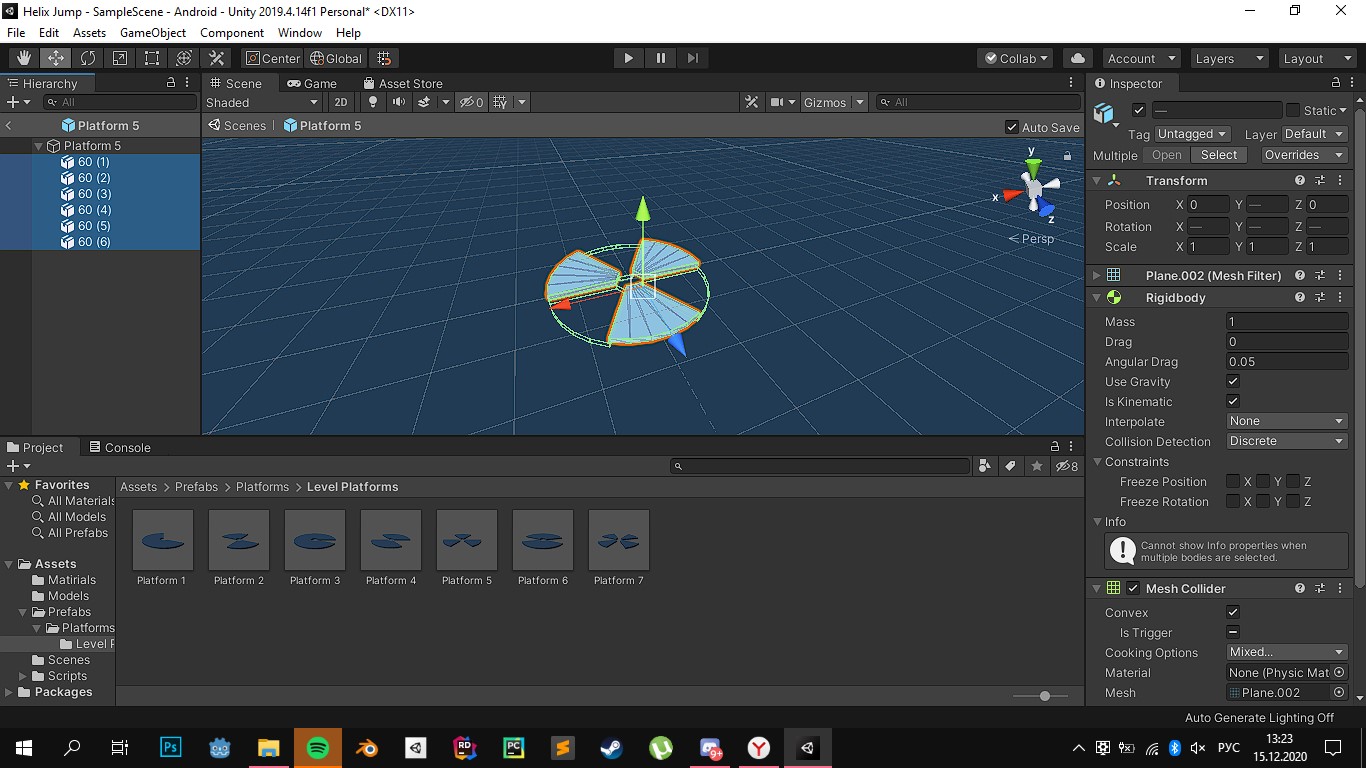 Helix Jump - SampleScene - Android - Unity 2019.4.14f1 Personal* <DX11>
File Edit Assets GameObject Component Window Help
Center Global Collab Account Layers Layout
Hierarchy
All
Platform 5
Platform 5
60 (1)
60 (2)
60 (3)
60 (4)
60 (5)
60 (6)
Scene Game Asset Store
Shaded 2D 0 Gizmos All
Scenes Platform 5 Auto Save
y
x
z
Persp
Inspector
— Static
Tag Untagged Layer Default
Multiple Open Select Overrides
Transform
Position X 0 Y — Z 0
Rotation X — Y — Z —
Scale X 1 Y 1 Z 1
Plane.002 (Mesh Filter)
Rigidbody
Mass 1
Drag 0
Angular Drag 0.05
Use Gravity
Is Kinematic
Interpolate None
Collision Detection Discrete
Constraints
Freeze Position X Y Z
Freeze Rotation X Y Z
Info
Cannot show Info properties when
multiple bodies are selected.
Mesh Collider
Convex
Is Trigger
Cooking Options Mixed...
Material None (Physic Mat
Mesh Plane.002
Project Console
8
Favorites
All Materials
All Models
All Prefabs
Assets
Matirials
Models
Prefabs
Platforms
Level P
Scenes
Scripts
Packages
Assets > Prefabs > Platforms > Level Platforms
Platform 1 Platform 2 Platform 3 Platform 4 Platform 5 Platform 6 Platform 7
Auto Generate Lighting Off
Ps RD PC 9+ Y РУС 13:23
15.12.2020